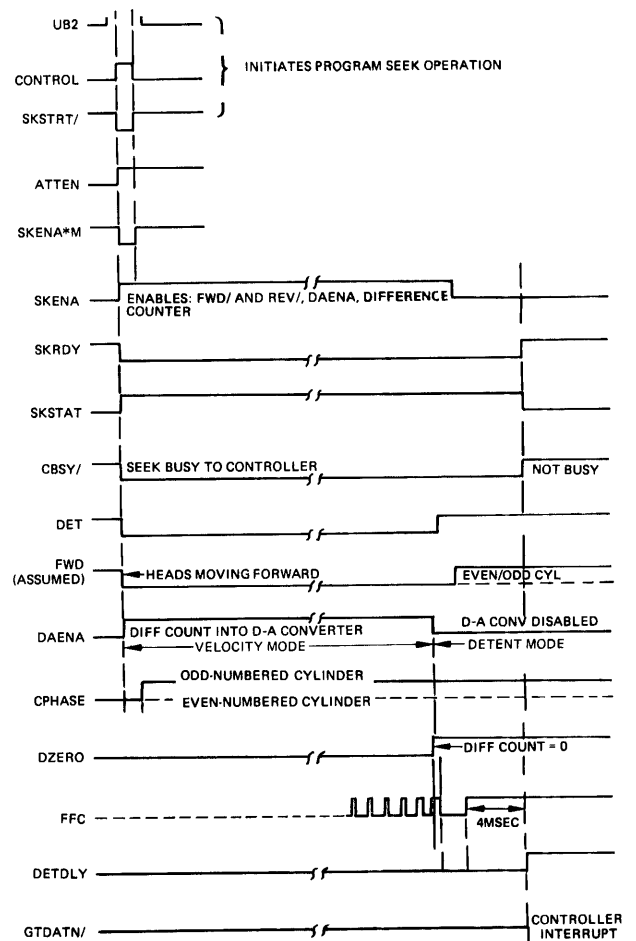 UB2
CONTROL
INITIATES PROGRAM SEEK OPERATION
SKSTRT/
ATTEN
SKENA*M
SKENA
ENABLES: FWD/ AND REV/, DAENA, DIFFERENCE
COUNTER
SKRDY
SKSTAT
CBSY/
SEEK BUSY TO CONTROLLER
NOT BUSY
DET
FWD
(ASSUMED)
HEADS MOVING FORWARD
EVEN/ODD CYL
DAENA
DIFF COUNT INTO D-A CONVERTER
D-A CONV DISABLED
VELOCITY MODE
DETENT MODE
ODD-NUMBERED CYLINDER
CPHASE
EVEN-NUMBERED CYLINDER
DZERO
DIFF COUNT = 0
FFC
4MSEC
DETDLY
GTDATN/
CONTROLLER
INTERRUPT